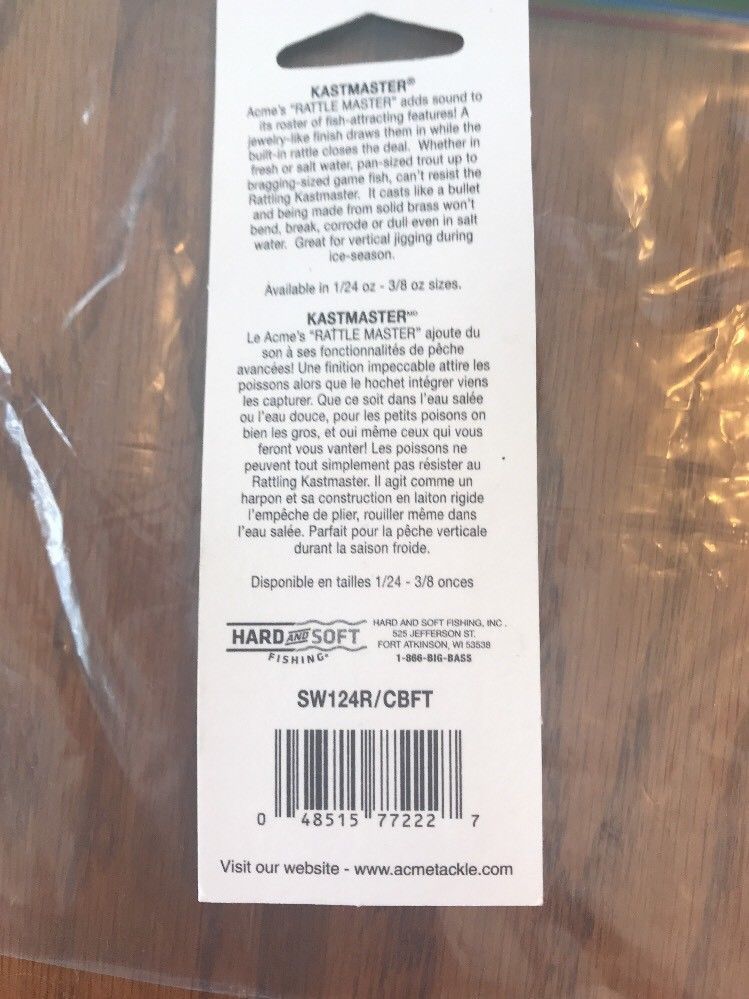 KASTMASTER®
Acme's "RATTLE MASTER" adds sound to
its roster of fish-attracting features! A
jewelry-like finish draws them in while the
built-in rattle closes the deal. Whether in
fresh or salt water, pan-sized trout up to
bragging-sized game fish, can't resist the
Rattling Kastmaster. It casts like a bullet
and being made from solid brass won't
bend, break, corrode or dull even in salt
water. Great for vertical jigging during
ice-season.
Available in 1/24 oz - 3/8 oz sizes.
KASTMASTERᴹᴰ
Le Acme's "RATTLE MASTER" ajoute du
son à ses fonctionnalités de pêche
avancées! Une finition impeccable attire les
poissons alors que le hochet intégrer viens
les capturer. Que ce soit dans l'eau salée
ou l'eau douce, pour les petits poisons on
bien les gros, et oui même ceux qui vous
feront vous vanter! Les poissons ne
peuvent tout simplement pas résister au
Rattling Kastmaster. Il agit comme un
harpon et sa construction en laiton rigide
l'empêche de plier, rouiller même dans
l'eau salée. Parfait pour la pêche verticale
durant la saison froide.
Disponible en tailles 1/24 - 3/8 onces
HARD AND SOFT
FISHING®
HARD AND SOFT FISHING, INC.
525 JEFFERSON ST.
FORT ATKINSON, WI 53538
1-866-BIG-BASS
SW124R/CBFT
0 48515 77222 7
Visit our website - www.acmetackle.com